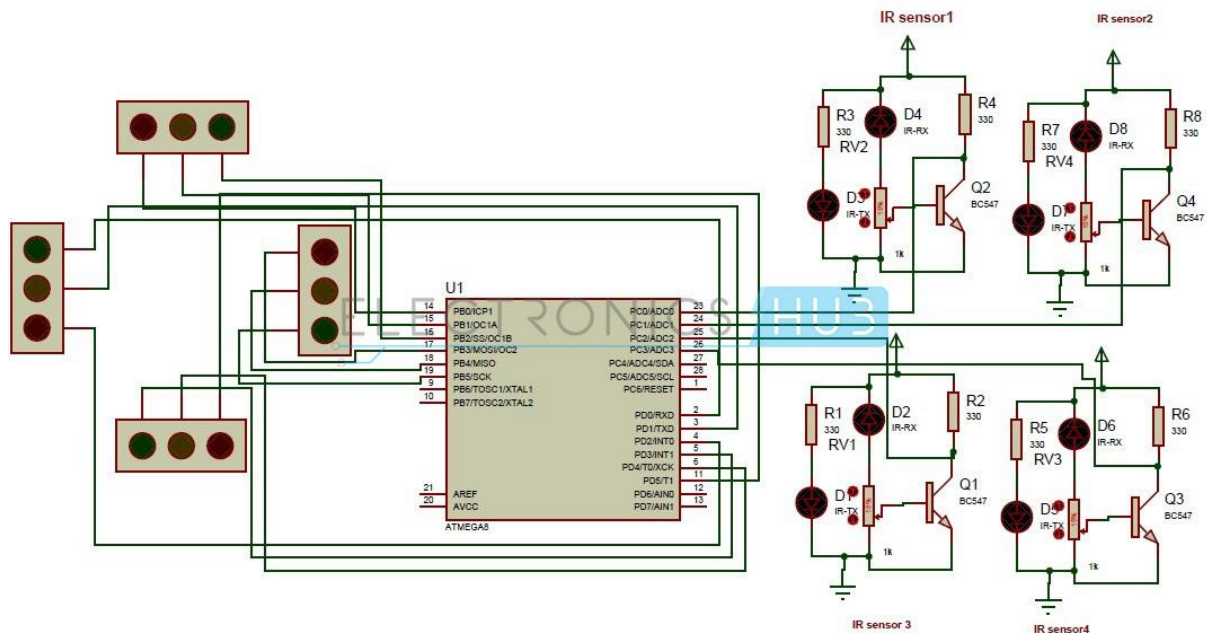 IR sensor1
IR sensor2
R3
330
RV2
D4
IR-RX
R4
330
D3
IR-TX
10%
Q2
BC547
1k
R7
330
RV4
D8
IR-RX
R8
330
D7
IR-TX
10%
Q4
BC547
1k
U1
14
15
16
17
18
19
9
10
21
20
PB0/ICP1
PB1/OC1A
PB2/SS/OC1B
PB3/MOSI/OC2
PB4/MISO
PB5/SCK
PB6/TOSC1/XTAL1
PB7/TOSC2/XTAL2
AREF
AVCC
PC0/ADC0
PC1/ADC1
PC2/ADC2
PC3/ADC3
PC4/ADC4/SDA
PC5/ADC5/SCL
PC6/RESET
PD0/RXD
PD1/TXD
PD2/INT0
PD3/INT1
PD4/T0/XCK
PD5/T1
PD6/AIN0
PD7/AIN1
23
24
25
26
27
28
1
2
3
4
5
6
11
12
13
ATMEGA8
ELECTRONICS HUB
R1
330
RV1
D2
IR-RX
R2
330
D1
IR-TX
10%
Q1
BC547
1k
R5
330
RV3
D6
IR-RX
R6
330
D5
IR-TX
10%
Q3
BC547
1k
IR sensor 3
IR sensor4